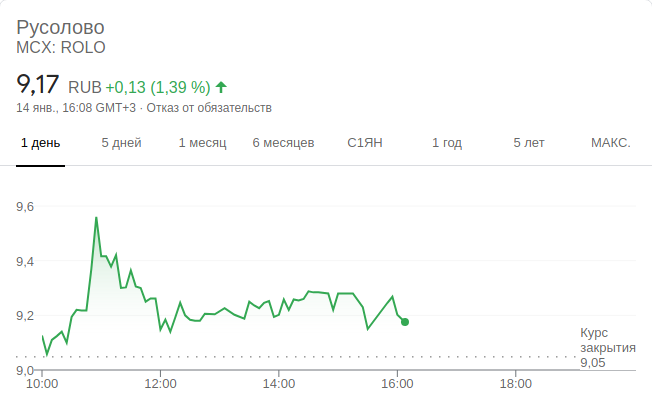 Русолово
MCX: ROLO
9,17 RUB +0,13 (1,39 %)
14 янв., 16:08 GMT+3 · Отказ от обязательств
1 день 5 дней 1 месяц 6 месяцев С1ЯН 1 год 5 лет МАКС.
9,6
9,4
9,2
9,0
Курс
закрытия
9,05
10:00 12:00 14:00 16:00 18:00